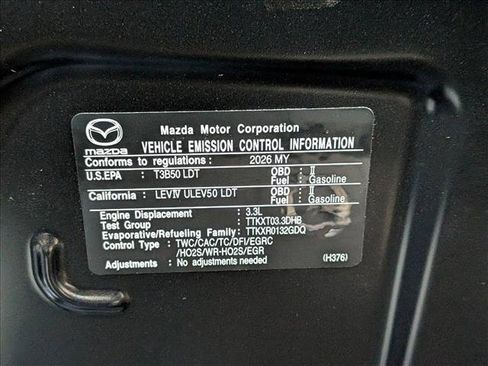 mazda
Mazda Motor Corporation
VEHICLE EMISSION CONTROL INFORMATION
Conforms to regulations : 2026 MY
U.S.EPA : T3B50 LDT OBD : II
Fuel : Gasoline
California : LEVIV ULEV50 LDT OBD : II
Fuel : Gasoline
Engine Displacement : 3.3L
Test Group : TTKXT03.3DHB
Evaporative/Refueling Family: TTKXR0132GDQ
Control Type : TWC/CAC/TC/DFI/EGRC
/HO2S/WR-HO2S/EGR
Adjustments : No adjustments needed (H376)